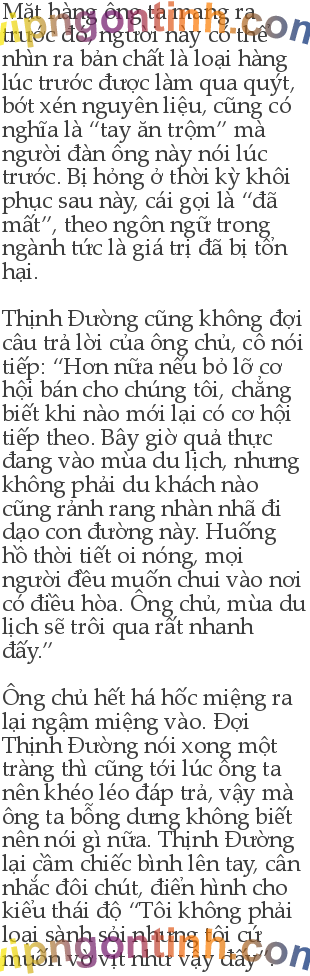 Mặt hàng ông ta mang ra
trước đó, người này có thể
nhìn ra bản chất là loại hàng
lúc trước được làm qua quýt,
bớt xén nguyên liệu, cũng có
nghĩa là “tay ăn trộm” mà
người đàn ông này nói lúc
trước. Bị hỏng ở thời kỳ khôi
phục sau này, cái gọi là “đã
mất”, theo ngôn ngữ trong
ngành tức là giá trị đã bị tổn
hại.
Thịnh Đường cũng không đợi
câu trả lời của ông chủ, cô nói
tiếp: “Hơn nữa nếu bỏ lỡ cơ
hội bán cho chúng tôi, chẳng
biết khi nào mới lại có cơ hội
tiếp theo. Bây giờ quả thực
đang vào mùa du lịch, nhưng
không phải du khách nào
cũng rảnh rang nhàn nhã đi
dạo con đường này. Huống
hồ thời tiết oi nóng, mọi
người đều muốn chui vào nơi
có điều hòa. Ông chủ, mùa du
lịch sẽ trôi qua rất nhanh
đấy.”
Ông chủ hết há hốc miệng ra
lại ngậm miệng vào. Đợi
Thịnh Đường nói xong một
tràng thì cũng tới lúc ông ta
nên khéo léo đáp trả, vậy mà
ông ta bỗng dưng không biết
nên nói gì nữa. Thịnh Đường
lại cầm chiếc bình lên tay, cân
nhắc đôi chút, điển hình cho
kiểu thái độ “Tôi không phải
loại sành sỏi nhưng tôi cứ
muốn vờ vịt như vậy đấy”.
vipngontinh.com
vipngontinh.com